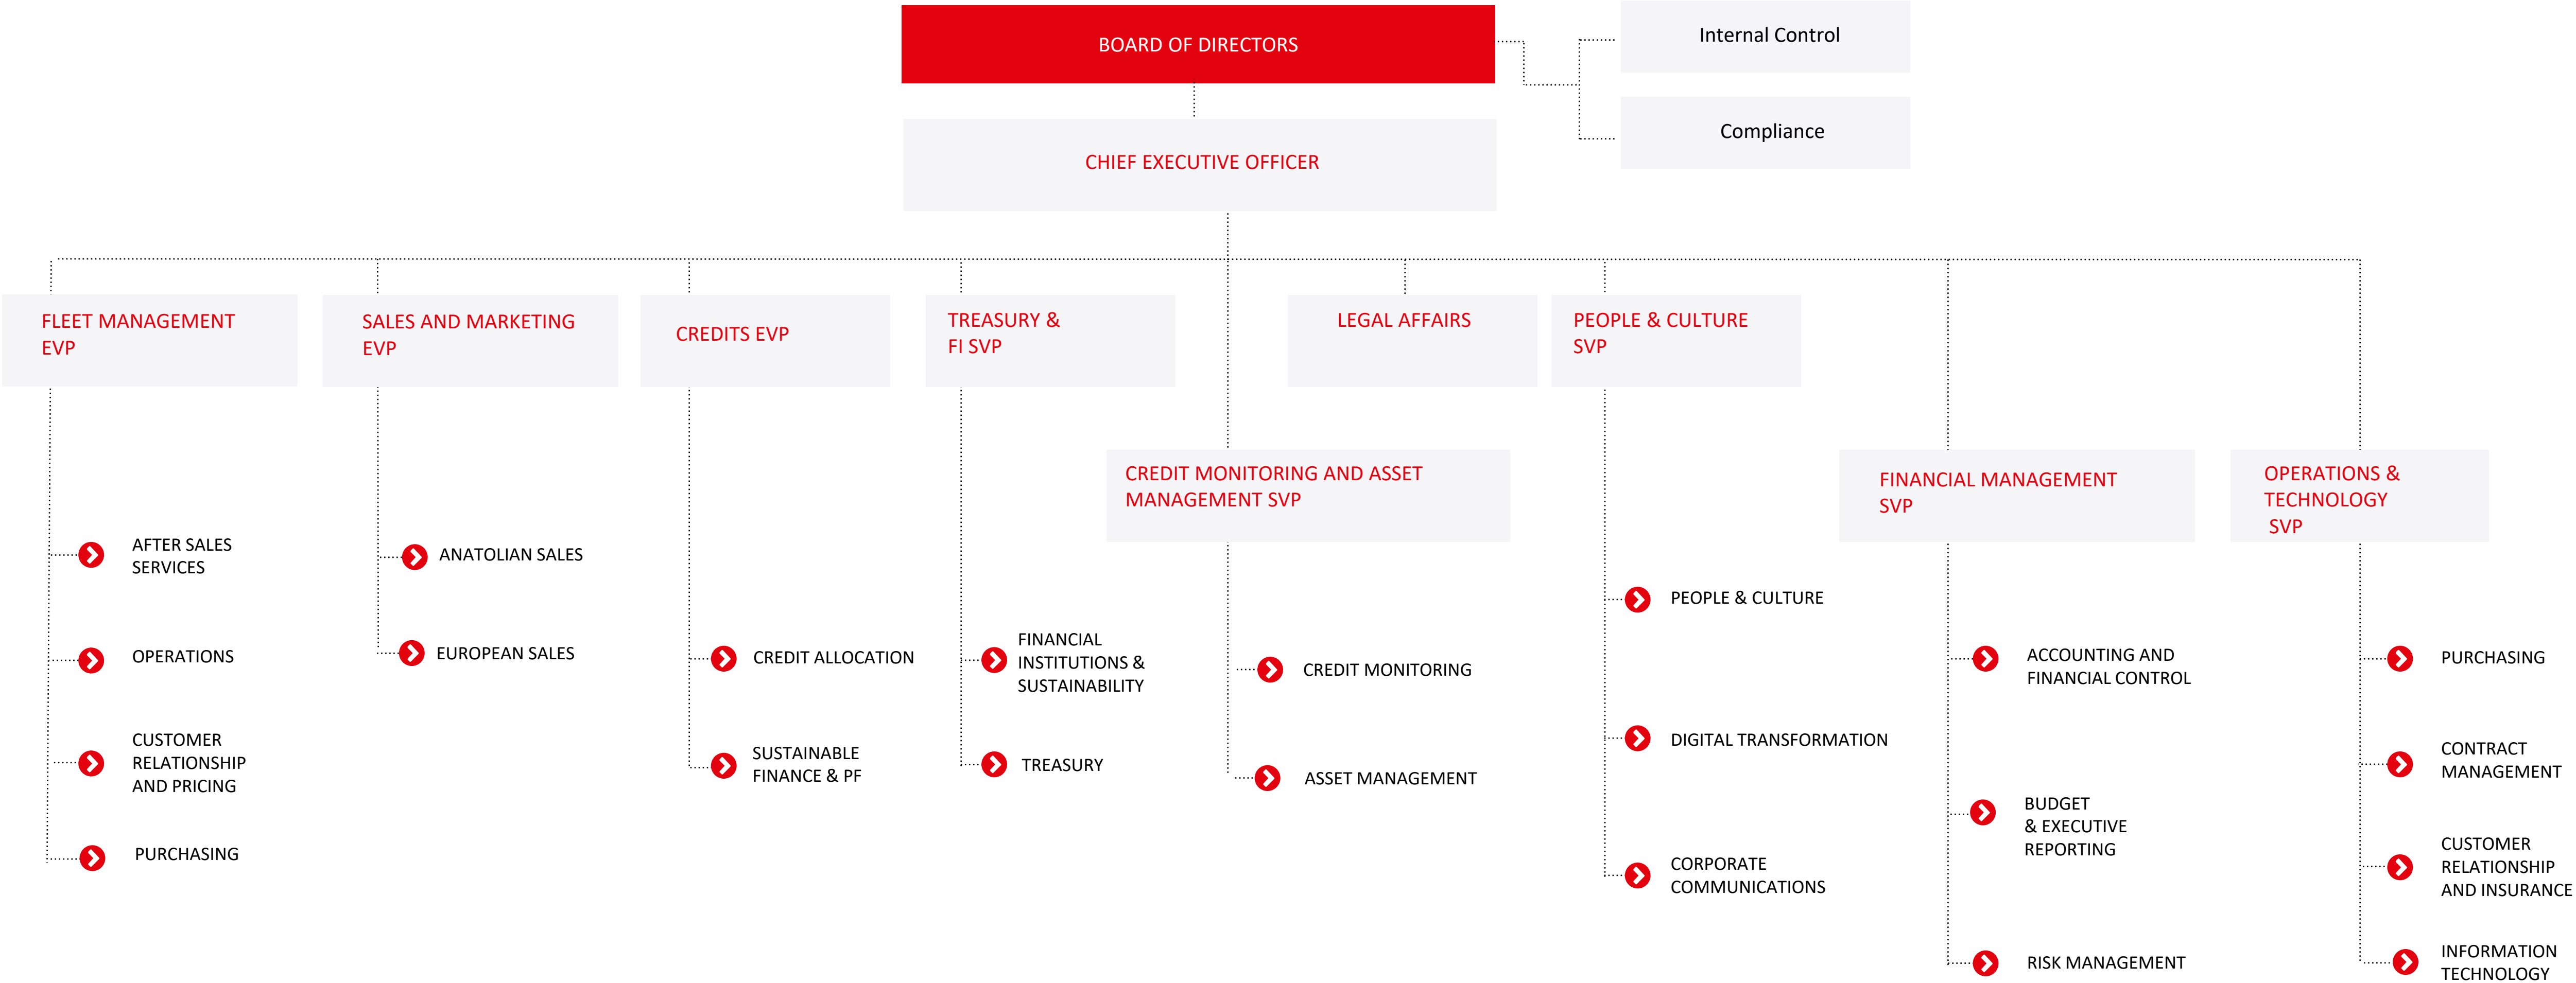 BOARD OF DIRECTORS
Internal Control
Compliance
CHIEF EXECUTIVE OFFICER
FLEET MANAGEMENT
EVP
AFTER SALES
SERVICES
OPERATIONS
CUSTOMER
RELATIONSHIP
AND PRICING
PURCHASING
SALES AND MARKETING
EVP
ANATOLIAN SALES
EUROPEAN SALES
CREDITS EVP
CREDIT ALLOCATION
SUSTAINABLE
FINANCE & PF
TREASURY &
FI SVP
FINANCIAL
INSTITUTIONS &
SUSTAINABILITY
TREASURY
CREDIT MONITORING AND ASSET
MANAGEMENT SVP
CREDIT MONITORING
ASSET MANAGEMENT
LEGAL AFFAIRS
PEOPLE & CULTURE
SVP
PEOPLE & CULTURE
DIGITAL TRANSFORMATION
CORPORATE
COMMUNICATIONS
FINANCIAL MANAGEMENT
SVP
ACCOUNTING AND
FINANCIAL CONTROL
BUDGET
& EXECUTIVE
REPORTING
RISK MANAGEMENT
OPERATIONS &
TECHNOLOGY
SVP
PURCHASING
CONTRACT
MANAGEMENT
CUSTOMER
RELATIONSHIP
AND INSURANCE
INFORMATION
TECHNOLOGY